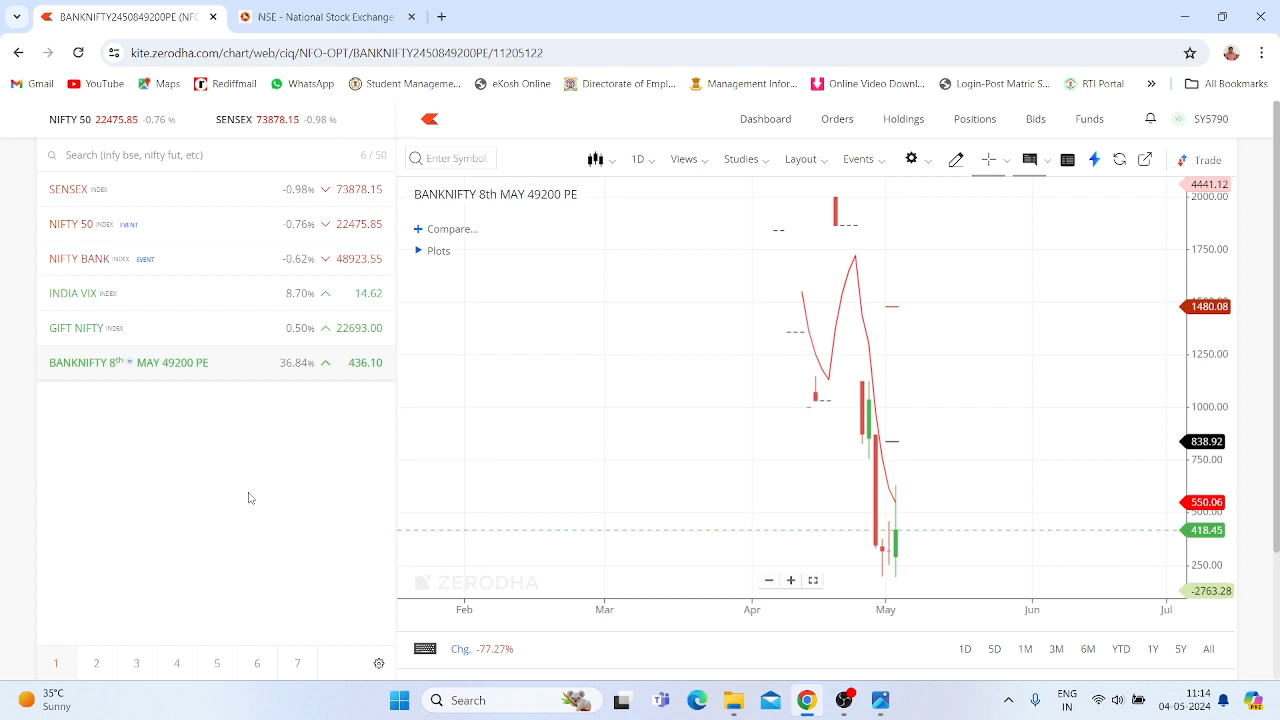 BANKNIFTY2450849200PE (NFC
NSE - National Stock Exchange
kite.zerodha.com/chart/web/ciq/NFO-OPT/BANKNIFTY2450849200PE/11205122
Gmail YouTube Maps Rediffmail WhatsApp Student Manageme... eKosh Online Directorate of Empl... Management Infor... Online Video Downl... Login-Post Matric S... RTI Portal » All Bookmarks
NIFTY 50 22475.85 -0.76 % SENSEX 73878.15 -0.98 %
Dashboard Orders Holdings Positions Bids Funds SY5790
Search (infy bse, nifty fut, etc) 6 / 50
SENSEX INDEX -0.98% 73878.15
NIFTY 50 INDEX EVENT -0.76% 22475.85
NIFTY BANK INDEX EVENT -0.62% 48923.55
INDIA VIX INDEX 8.70% 14.62
GIFT NIFTY INDEX 0.50% 22693.00
BANKNIFTY 8th w MAY 49200 PE 36.84% 436.10
1 2 3 4 5 6 7
Enter Symbol 1D Views Studies Layout Events Trade
BANKNIFTY 8th MAY 49200 PE
Compare...
Plots
4441.12
2000.00
1750.00
1480.08
1250.00
1000.00
838.92
750.00
550.06
500.00
418.45
250.00
-2763.28
ZERODHA
Feb Mar Apr May Jun Jul
Chg. -77.27%
1D 5D 1M 3M 6M YTD 1Y 5Y All
35°C
Sunny
Search
ENG
IN
11:14
04-05-2024
PRE